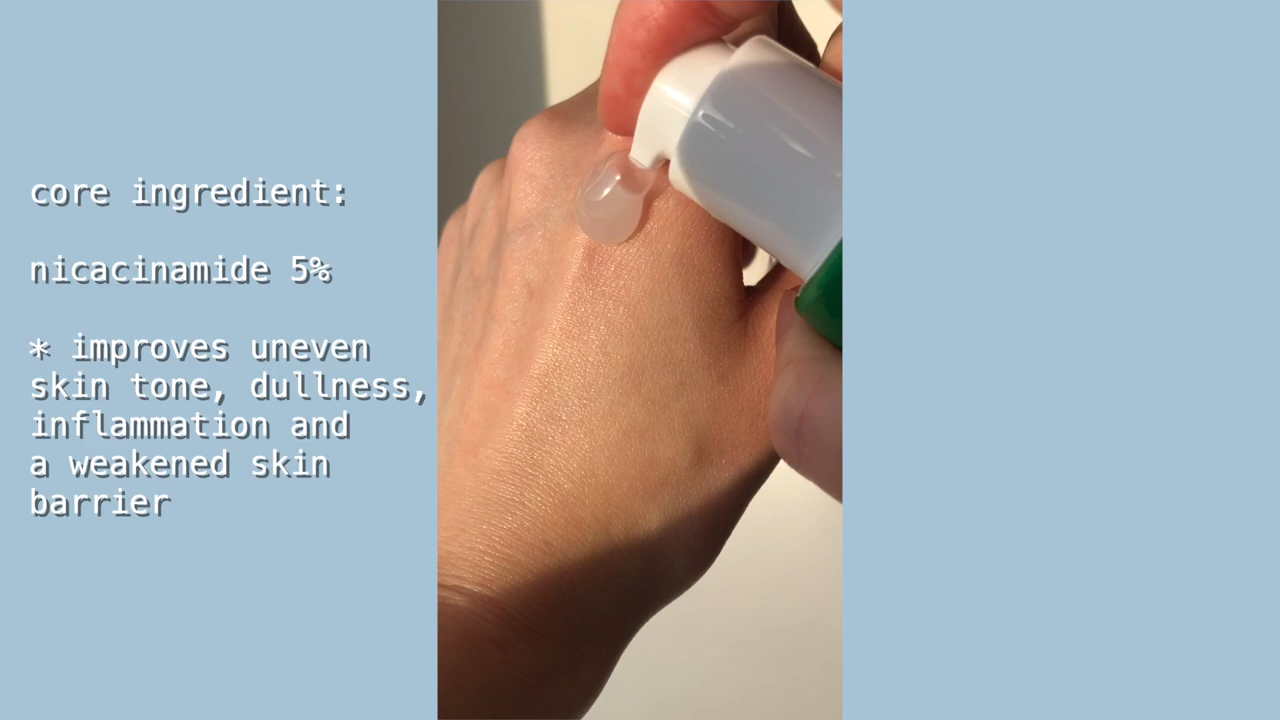 core ingredient:
nicacinamide 5%
* improves uneven
skin tone, dullness,
inflammation and
a weakened skin
barrier